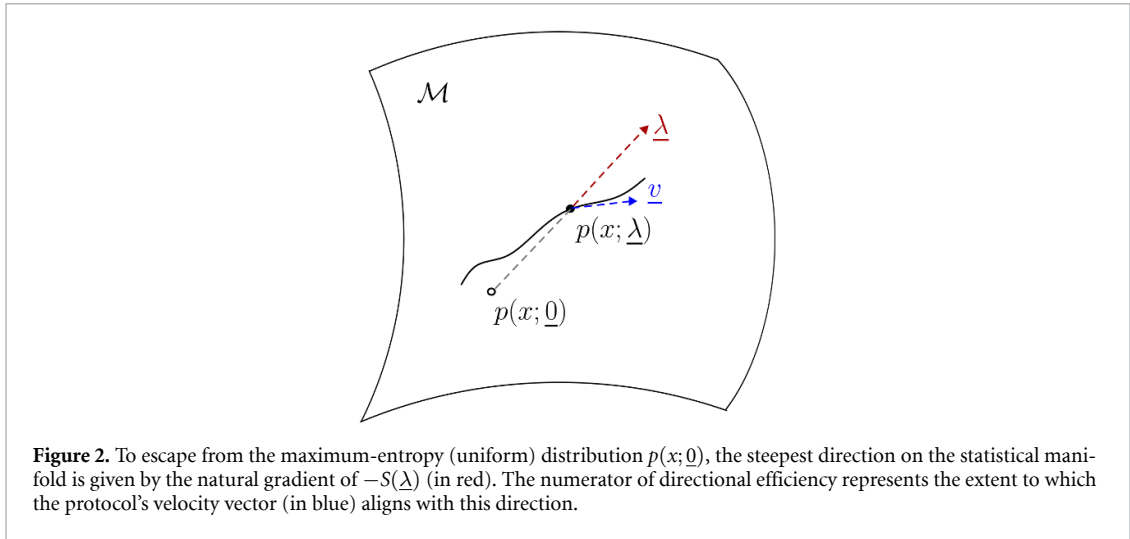 ℳ
λ
v
p(x; λ)
p(x; 0)
Figure 2. To escape from the maximum-entropy (uniform) distribution p(x; 0), the steepest direction on the statistical mani-
fold is given by the natural gradient of −S(λ) (in red). The numerator of directional efficiency represents the extent to which
the protocol’s velocity vector (in blue) aligns with this direction.